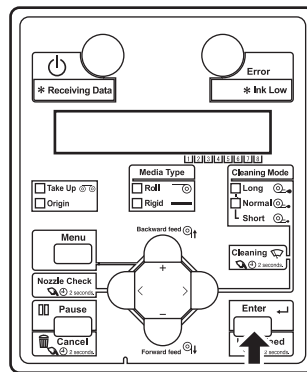 Error
* Receiving Data
* Ink Low
1 2 3 4 5 6 7 8
Media Type
Cleaning Mode
Take Up
Roll
Long
Origin
Rigid
Normal
Short
Menu
Backward feed
+
Cleaning
2 seconds.
Nozzle Check
2 seconds.
< >
Pause
Enter
−
Cancel
2 seconds.
Forward feed
2 seconds.